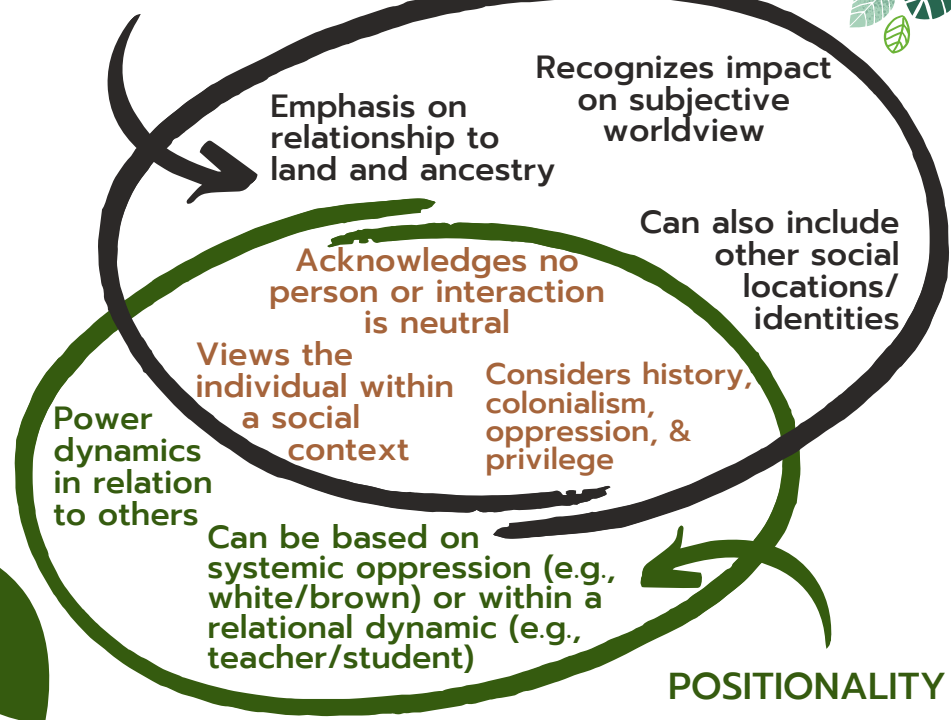 Recognizes impact
on subjective
worldview
Emphasis on
relationship to
land and ancestry
Can also include
other social
locations/
identities
Acknowledges no
person or interaction
is neutral
Views the
individual within
a social
context
Considers history,
colonialism,
oppression, &
privilege
Power
dynamics
in relation
to others
Can be based on
systemic oppression (e.g.,
white/brown) or within a
relational dynamic (e.g.,
teacher/student)
POSITIONALITY